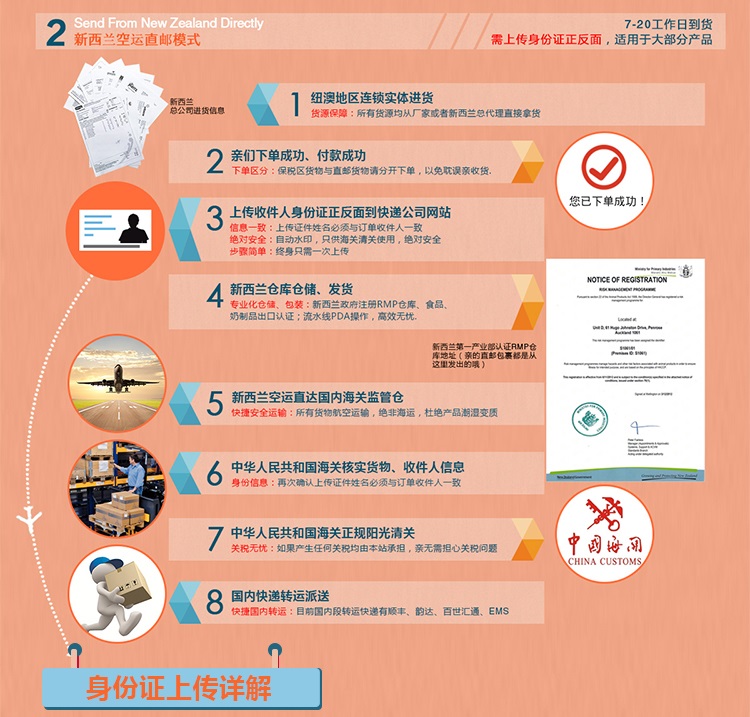 2
Send From New Zealand Directly
新西兰空运直邮模式
7-20工作日到货
需上传身份证正反面，适用于大部分产品
新西兰
总公司进货信息
1 纽澳地区连锁实体进货
货源保障：所有货源均从厂家或者新西兰总代理直接拿货
2 亲们下单成功、付款成功
下单区分：保税区货物与直邮货物请分开下单，以免耽误亲收货.
您已下单成功！
3 上传收件人身份证正反面到快递公司网站
信息一致：上传证件姓名必须与订单收件人一致
绝对安全：自动水印，只供海关清关使用，绝对安全
步骤简单：终身只需一次上传
4 新西兰仓库仓储、发货
专业化仓储、包装：新西兰政府注册RMP仓库、食品、
奶制品出口认证；流水线PDA操作，高效无忧.
新西兰第一产业部认证RMP仓
库地址（亲的直邮包裹都是从
这里发出的哦）
Ministry for Primary Industries
NOTICE OF REGISTRATION
RISK MANAGEMENT PROGRAMME
Located at:
Unit D, 61 Hugo Johnston Drive, Penrose
Auckland 1061
5 新西兰空运直达国内海关监管仓
快捷安全运输：所有货物航空运输，绝非海运，杜绝产品潮湿变质
6 中华人民共和国海关核实货物、收件人信息
身份信息：再次确认上传证件姓名必须与订单收件人一致
7 中华人民共和国海关正规阳光清关
关税无忧：如果产生任何关税均由本站承担，亲无需担心关税问题
中國海関
CHINA CUSTOMS
8 国内快递转运派送
快捷国内转运：目前国内段转运快递有顺丰、韵达、百世汇通、EMS
身份证上传详解